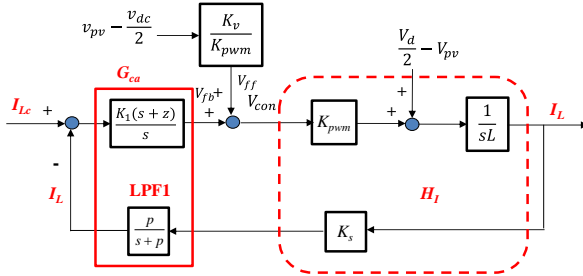 v_pv − v_dc/2
K_v/K_pwm
V_d/2 − V_pv
G_ca
V_fb+
V_ff
V_con
I_Lc
+
K_1(s + z)/s
+
K_pwm
+
+
1/sL
I_L
-
I_L
LPF1
p/s + p
K_s
H_I